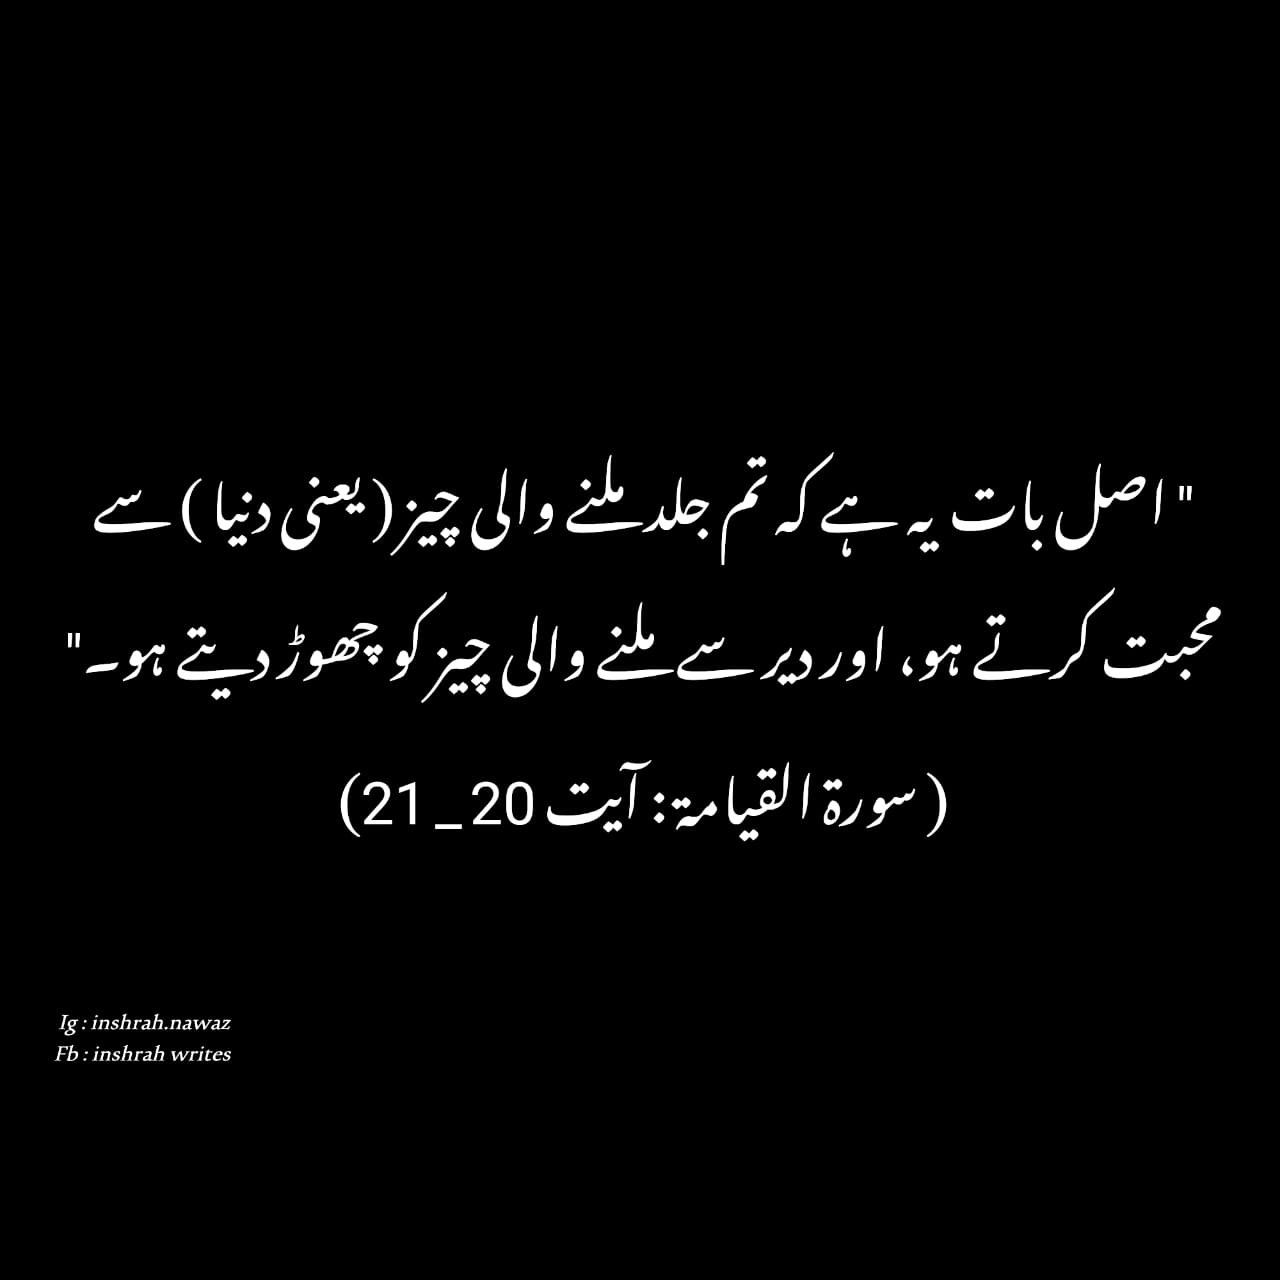 " اصل بات یہ ہے کہ تم جلد ملنے والی چیز (یعنی دنیا) سے
محبت کرتے ہو، اور دیر سے ملنے والی چیز کو چھوڑ دیتے ہو۔"
( سورۃ القیامۃ: آیت 20_21)
Ig : inshrah.nawaz
Fb : inshrah writes